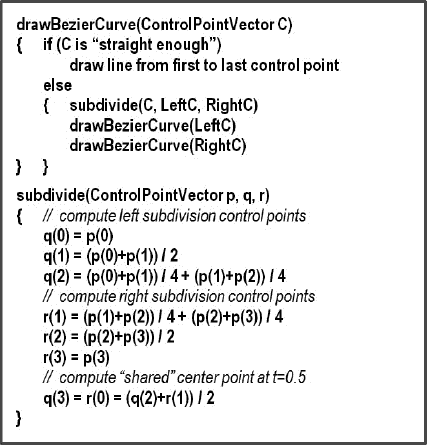 drawBezierCurve(ControlPointVector C)
{ if (C is “straight enough”)
draw line from first to last control point
else
{ subdivide(C, LeftC, RightC)
drawBezierCurve(LeftC)
drawBezierCurve(RightC)
} }
subdivide(ControlPointVector p, q, r)
{ // compute left subdivision control points
q(0) = p(0)
q(1) = (p(0)+p(1)) / 2
q(2) = (p(0)+p(1)) / 4 + (p(1)+p(2)) / 4
// compute right subdivision control points
r(1) = (p(1)+p(2)) / 4 + (p(2)+p(3)) / 4
r(2) = (p(2)+p(3)) / 2
r(3) = p(3)
// compute “shared” center point at t=0.5
q(3) = r(0) = (q(2)+r(1)) / 2
}